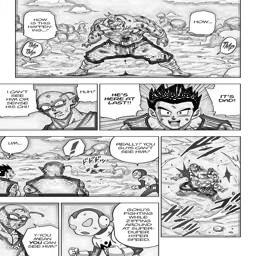 HOW...
HOW
IS THIS
HAPPEN-
ING...
IT'S
DAD!
HE'S
HERE AT
LAST!!
HUH?
I CAN'T
SEE
HIM OR
SENSE
HIS CHI!
REALLY? YOU
GUYS CAN'T
SEE HIM?
UM...
GOKU'S
FIGHTING
WHILE
ZIPPING
AROUND
AT SUPER-
DUPER
HYPER
SPEED.
Y-YOU
MEAN
YOU CAN
SEE HIM?